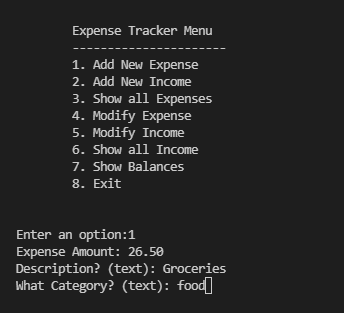 Expense Tracker Menu
----------------------
1. Add New Expense
2. Add New Income
3. Show all Expenses
4. Modify Expense
5. Modify Income
6. Show all Income
7. Show Balances
8. Exit
Enter an option:1
Expense Amount: 26.50
Description? (text): Groceries
What Category? (text): food